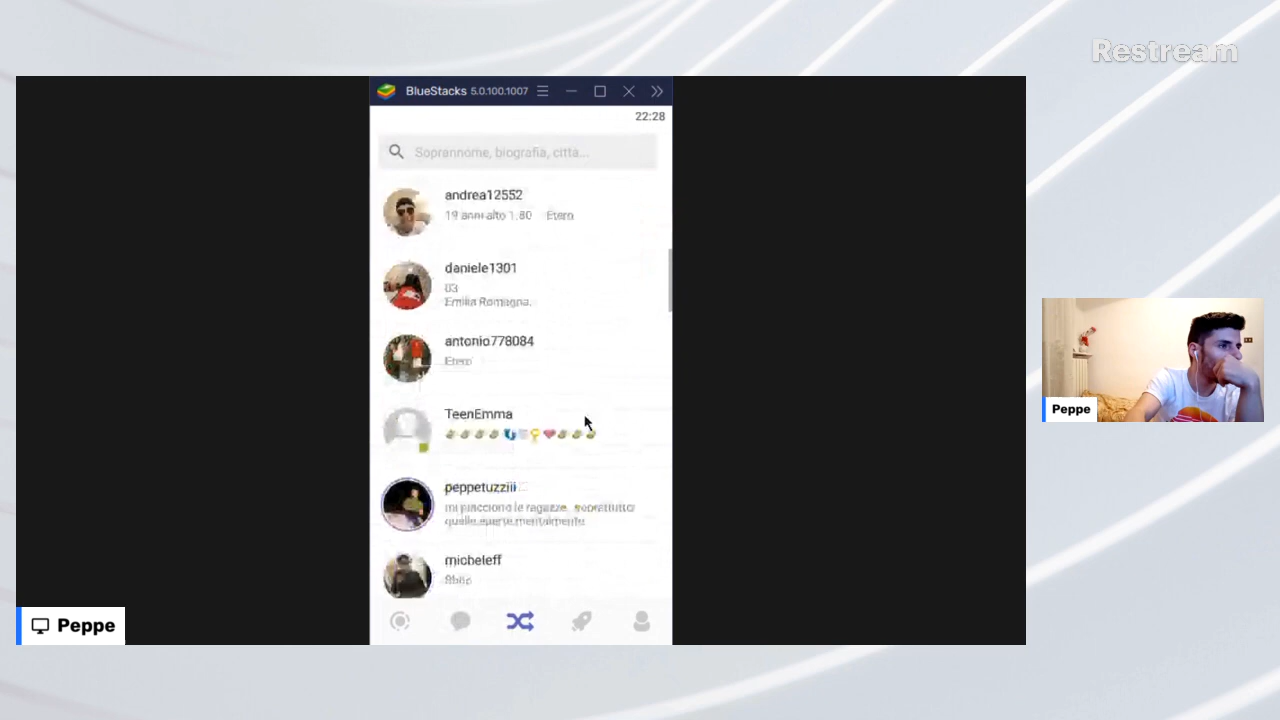 Restream
BlueStacks 5.0.100.1007
22:28
Soprannome, biografia, città...
andrea12552
19 anni alto 1.80 Etero
daniele1301
03
Emilia Romagna.
antonio778084
Etero
TeenEmma
peppetuzziii
mi piacciono le ragazze, soprattutto
quelle aperte mentalmente
micheleff
Peppe
Peppe